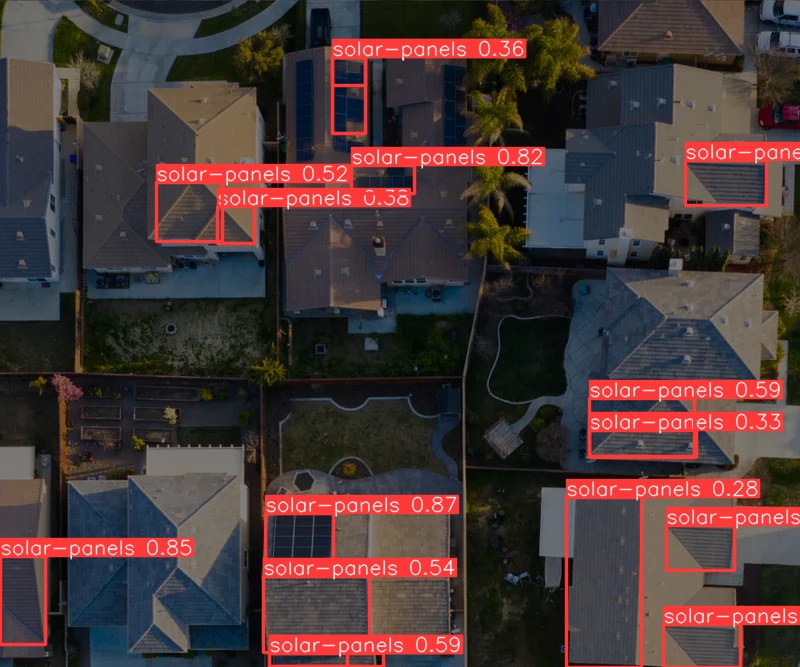 solar-panels 0.36
solar-panels 0.82
solar-pane
solar-panels 0.52
solar-panels 0.38
solar-panels 0.59
solar-panels 0.33
solar-panels 0.28
solar-panels 0.87
solar-panels
solar-panels 0.85
solar-panels 0.54
solar-panels
solar-panels 0.59